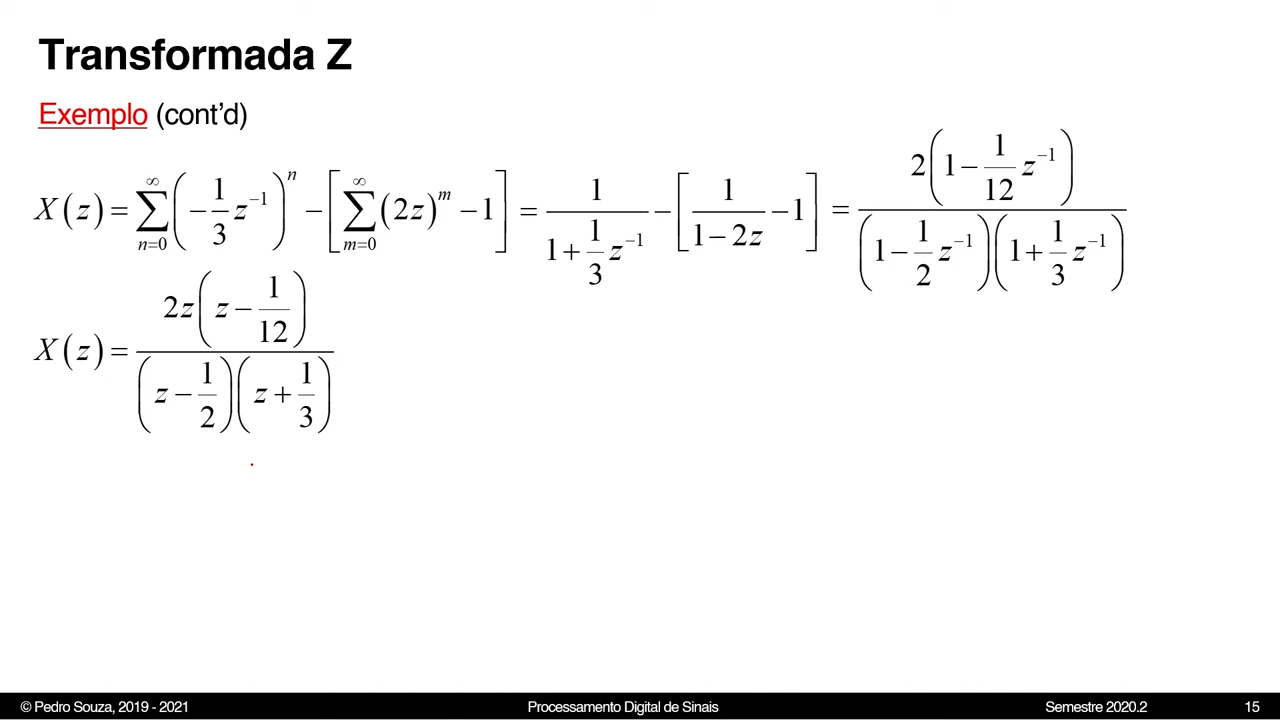 Transformada Z
Exemplo (cont'd)
X(z) = ∑_{n=0}^{∞} (−1/3 z^{−1})^n − [∑_{m=0}^{∞} (2z)^m − 1] = 1/(1 + 1/3 z^{−1}) − [1/(1 − 2z) − 1] = 2(1 − 1/12 z^{−1}) / ((1 − 1/2 z^{−1})(1 + 1/3 z^{−1}))
X(z) = 2z(z − 1/12) / ((z − 1/2)(z + 1/3))
© Pedro Souza, 2019 - 2021 Processamento Digital de Sinais Semestre 2020.2 15